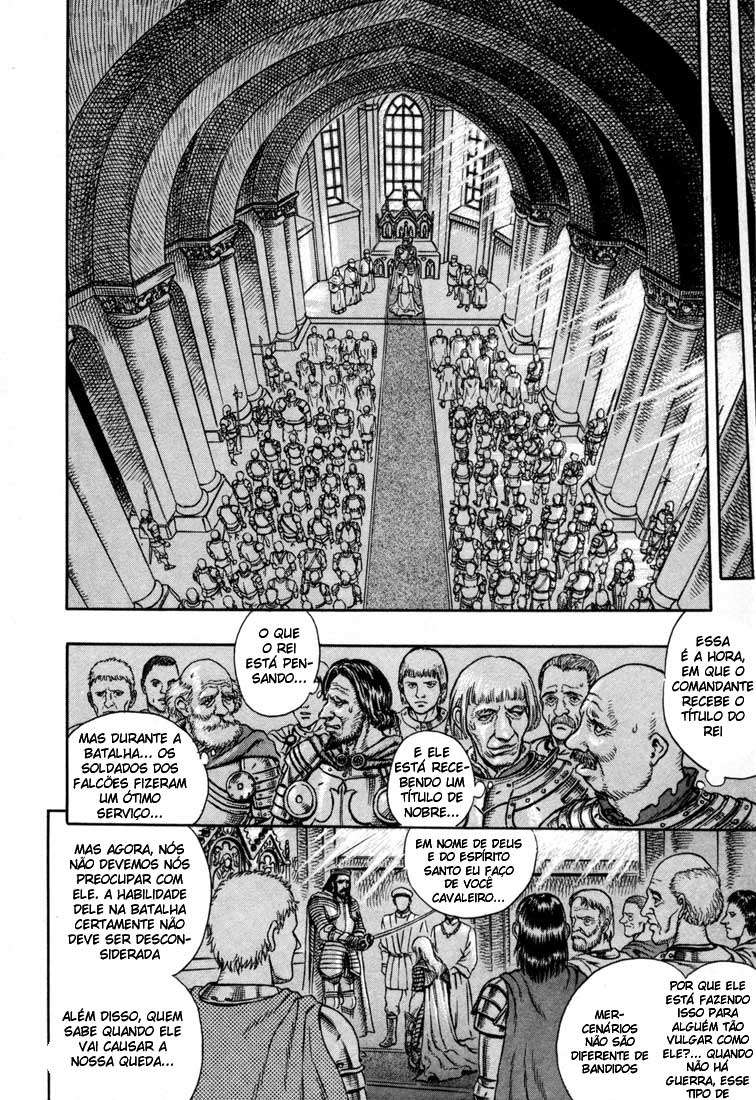 ESSA
É A HORA,
EM QUE O
COMANDANTE
RECEBE O
TÍTULO DO
REI
O QUE
O REI
ESTÁ PEN-
SANDO...
E ELE
ESTÁ RECE-
BENDO UM
TÍTULO DE
NOBRE...
MAS DURANTE A
BATALHA... OS
SOLDADOS DOS
FALCÕES FIZERAM
UM ÓTIMO
SERVIÇO...
POR QUE ELE
ESTÁ FAZENDO
ISSO PARA
ALGUÉM TÃO
VULGAR COMO
ELE?... QUANDO
NÃO HÁ
GUERRA, ESSE
TIPO DE
MER-
CENÁRIOS
NÃO SÃO
DIFERENTE DE
BANDIDOS
EM NOME DE DEUS
E DO ESPÍRITO
SANTO EU FAÇO
DE VOCÊ
CAVALEIRO...
MAS AGORA, NÓS
NÃO DEVEMOS NÓS
PREOCUPAR COM
ELE. A HABILIDADE
DELE NA BATALHA
CERTAMENTE NÃO
DEVE SER DESCON-
SIDERADA
ALÉM DISSO, QUEM
SABE QUANDO ELE
VAI CAUSAR A
NOSSA QUEDA...